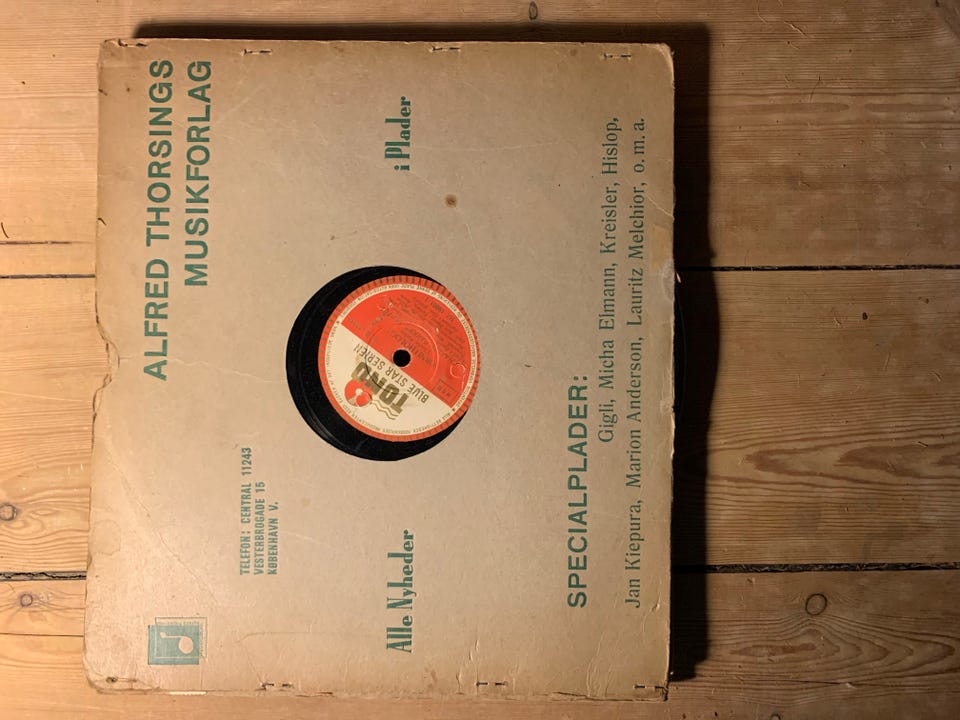 ALFRED THORSINGS
MUSIKFORLAG
TELEFON: CENTRAL 11243
VESTERBROGADE 15
KØBENHAVN V.
Alle Nyheder i Plader
TONO
BLUE STAR SERIEN
SPECIALPLADER:
Gigli, Micha Elmann, Kreisler, Hislop,
Jan Kiepura, Marion Anderson, Lauritz Melchior, o. m. a.